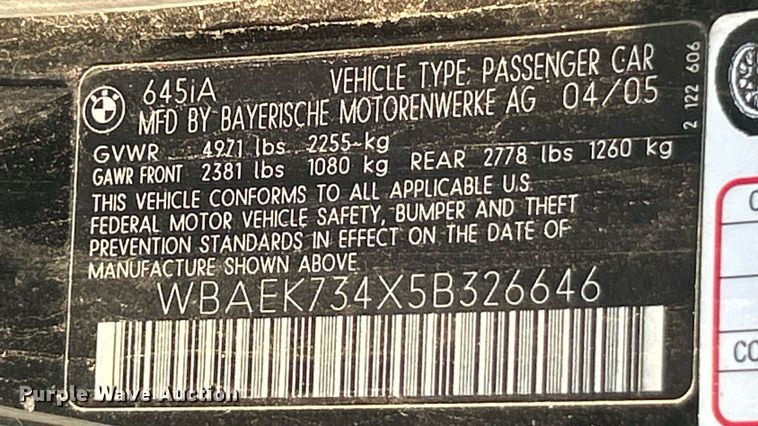 BMW
645iA VEHICLE TYPE: PASSENGER CAR
MFD BY BAYERISCHE MOTORENWERKE AG 04/05
GVWR 4971 lbs 2255-kg
GAWR FRONT 2381 lbs 1080 kg REAR 2778 lbs 1260 kg
THIS VEHICLE CONFORMS TO ALL APPLICABLE U.S.
FEDERAL MOTOR VEHICLE SAFETY, BUMPER AND THEFT
PREVENTION STANDARDS IN EFFECT ON THE DATE OF
MANUFACTURE SHOWN ABOVE.
WBAEK734X5B326646
2 122 606
Purple Wave Auction